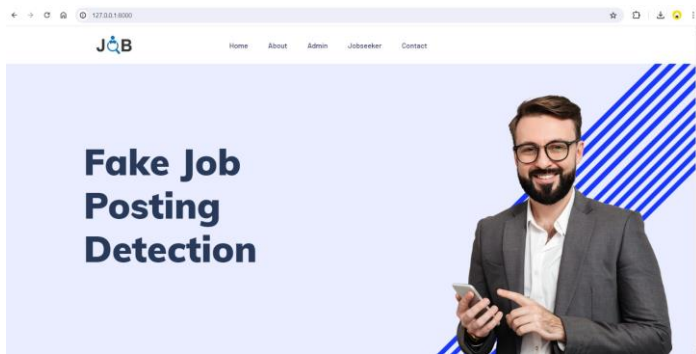 127.0.0.1:8000
JOB
Home About Admin Jobseeker Contact
Fake Job
Posting
Detection